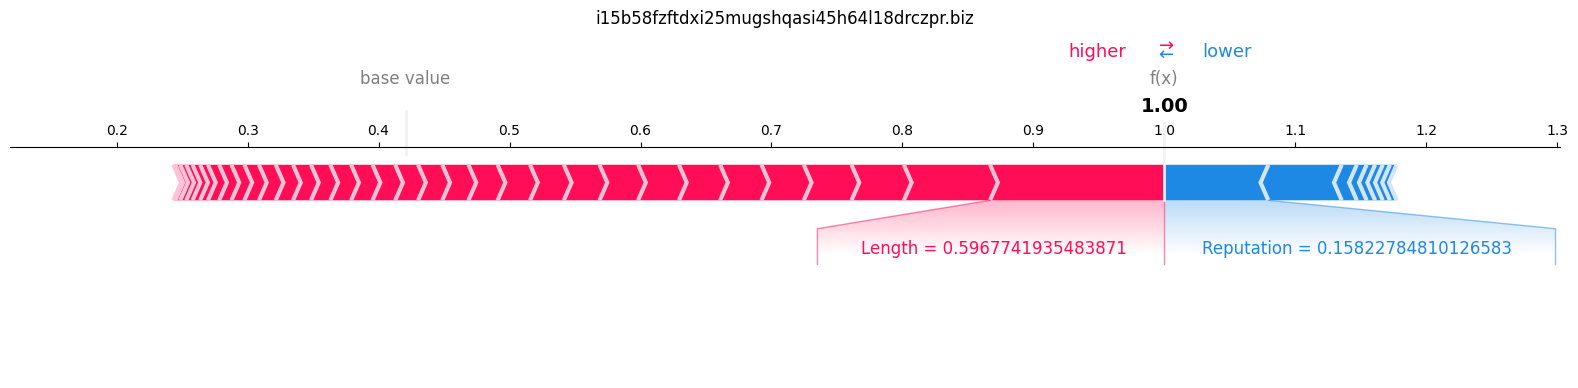 i15b58fzftdxi25mugshqasi45h64l18drczpr.biz
higher ⇄ lower
base value f(x)
1.00
0.2 0.3 0.4 0.5 0.6 0.7 0.8 0.9 1.0 1.1 1.2 1.3
Length = 0.5967741935483871 Reputation = 0.15822784810126583